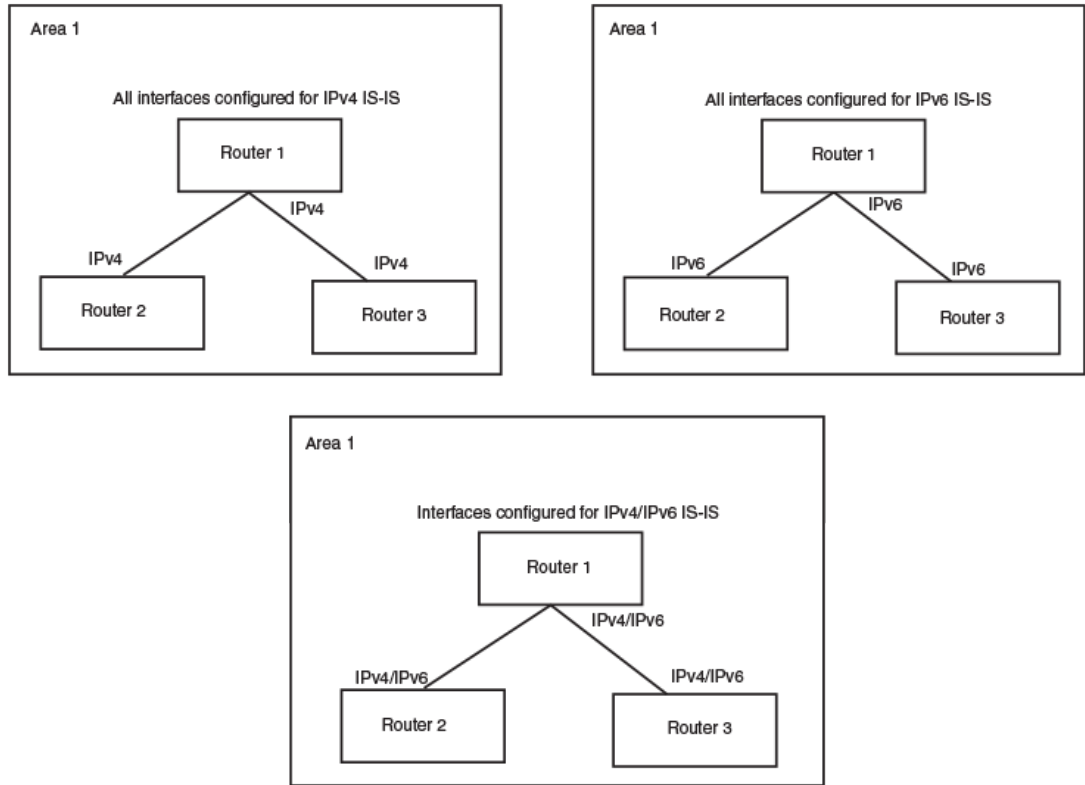 Area 1
All interfaces configured for IPv4 IS-IS
Router 1
IPv4
IPv4
IPv4
Router 2
Router 3
Area 1
All interfaces configured for IPv6 IS-IS
Router 1
IPv6
IPv6
IPv6
Router 2
Router 3
Area 1
Interfaces configured for IPv4/IPv6 IS-IS
Router 1
IPv4/IPv6
IPv4/IPv6
IPv4/IPv6
Router 2
Router 3